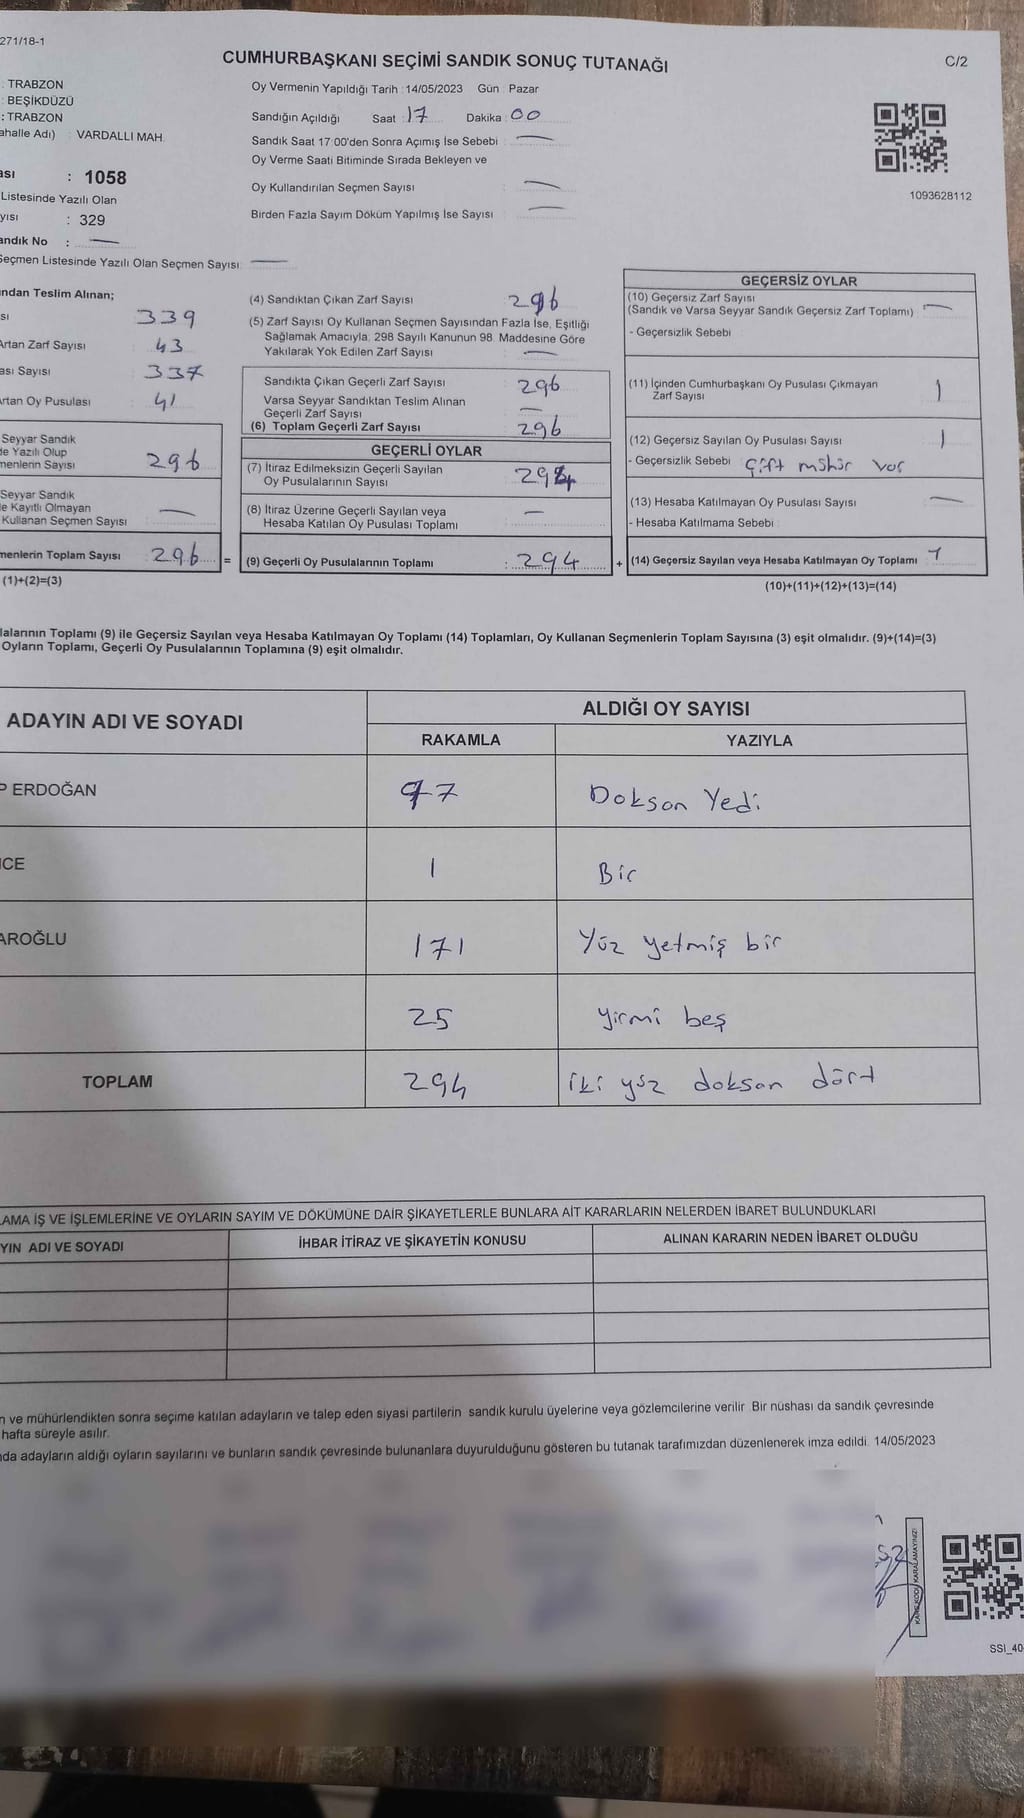 271/18-1
CUMHURBAŞKANI SEÇİMİ SANDIK SONUÇ TUTANAĞI
C/2
: TRABZON
: BEŞİKDÜZÜ
: TRABZON
ahalle Adı) VARDALLI MAH.
ası : 1058
Listesinde Yazılı Olan
yısı : 329
andık No : —
Seçmen Listesinde Yazılı Olan Seçmen Sayısı —
Oy Vermenin Yapıldığı Tarih : 14/05/2023 Gün : Pazar
Sandığın Açıldığı Saat : 17 Dakika : 00
Sandık Saat 17:00'den Sonra Açımış İse Sebebi : —
Oy Verme Saati Bitiminde Sırada Bekleyen ve
Oy Kullandırılan Seçmen Sayısı : —
Birden Fazla Sayım Döküm Yapılmış İse Sayısı : —
1093628112
ından Teslim Alınan;
sı 339
Artan Zarf Sayısı 43
ası Sayısı 337
Artan Oy Pusulası 41
Seyyar Sandık
de Yazılı Olup
menlerin Sayısı 296
Seyyar Sandık
e Kayıtlı Olmayan
Kullanan Seçmen Sayısı —
menlerin Toplam Sayısı 296 =
(1)+(2)=(3)
(4) Sandıktan Çıkan Zarf Sayısı 296
(5) Zarf Sayısı Oy Kullanan Seçmen Sayısından Fazla İse, Eşitliği
Sağlamak Amacıyla, 298 Sayılı Kanunun 98. Maddesine Göre
Yakılarak Yok Edilen Zarf Sayısı —
Sandıkta Çıkan Geçerli Zarf Sayısı 296
Varsa Seyyar Sandıktan Teslim Alınan
Geçerli Zarf Sayısı —
(6) Toplam Geçerli Zarf Sayısı 296
GEÇERLİ OYLAR
(7) İtiraz Edilmeksizin Geçerli Sayılan
Oy Pusulalarının Sayısı 294
(8) İtiraz Üzerine Geçerli Sayılan veya
Hesaba Katılan Oy Pusulası Toplamı —
(9) Geçerli Oy Pusulalarının Toplamı : 294 +
GEÇERSİZ OYLAR
(10) Geçersiz Zarf Sayısı
(Sandık ve Varsa Seyyar Sandık Geçersiz Zarf Toplamı) —
- Geçersizlik Sebebi
(11) İçinden Cumhurbaşkanı Oy Pusulası Çıkmayan
Zarf Sayısı 1
(12) Geçersiz Sayılan Oy Pusulası Sayısı 1
- Geçersizlik Sebebi Çift mühür var
(13) Hesaba Katılmayan Oy Pusulası Sayısı —
- Hesaba Katılmama Sebebi
(14) Geçersiz Sayılan veya Hesaba Katılmayan Oy Toplamı
(10)+(11)+(12)+(13)=(14)
lalarının Toplamı (9) ile Geçersiz Sayılan veya Hesaba Katılmayan Oy Toplamı (14) Toplamları, Oy Kullanan Seçmenlerin Toplam Sayısına (3) eşit olmalıdır. (9)+(14)=(3)
Oyların Toplamı, Geçerli Oy Pusulalarının Toplamına (9) eşit olmalıdır.
ADAYIN ADI VE SOYADI
ALDIĞI OY SAYISI
RAKAMLA YAZIYLA
P ERDOĞAN 97 Dokson Yedi
İCE 1 Bir
AROĞLU 171 Yüz yetmiş bir
25 yirmi beş
TOPLAM 294 iki yüz doksan dört
LAMA İŞ VE İŞLEMLERİNE VE OYLARIN SAYIM VE DÖKÜMÜNE DAİR ŞİKAYETLERLE BUNLARA AİT KARARLARIN NELERDEN İBARET BULUNDUKLARI
YIN ADI VE SOYADI İHBAR İTİRAZ VE ŞİKAYETİN KONUSU ALINAN KARARIN NEDEN İBARET OLDUĞU
n ve mühürlendikten sonra seçime katılan adayların ve talep eden siyasi partilerin sandık kurulu üyelerine veya gözlemcilerine verilir. Bir nüshası da sandık çevresinde
hafta süreyle asılır.
nda adayların aldığı oyların sayılarını ve bunların sandık çevresinde bulunanlara duyurulduğunu gösteren bu tutanak tarafımızdan düzenlenerek imza edildi. 14/05/2023
KARE KODU KARALAMAYINIZ!
SSI_40